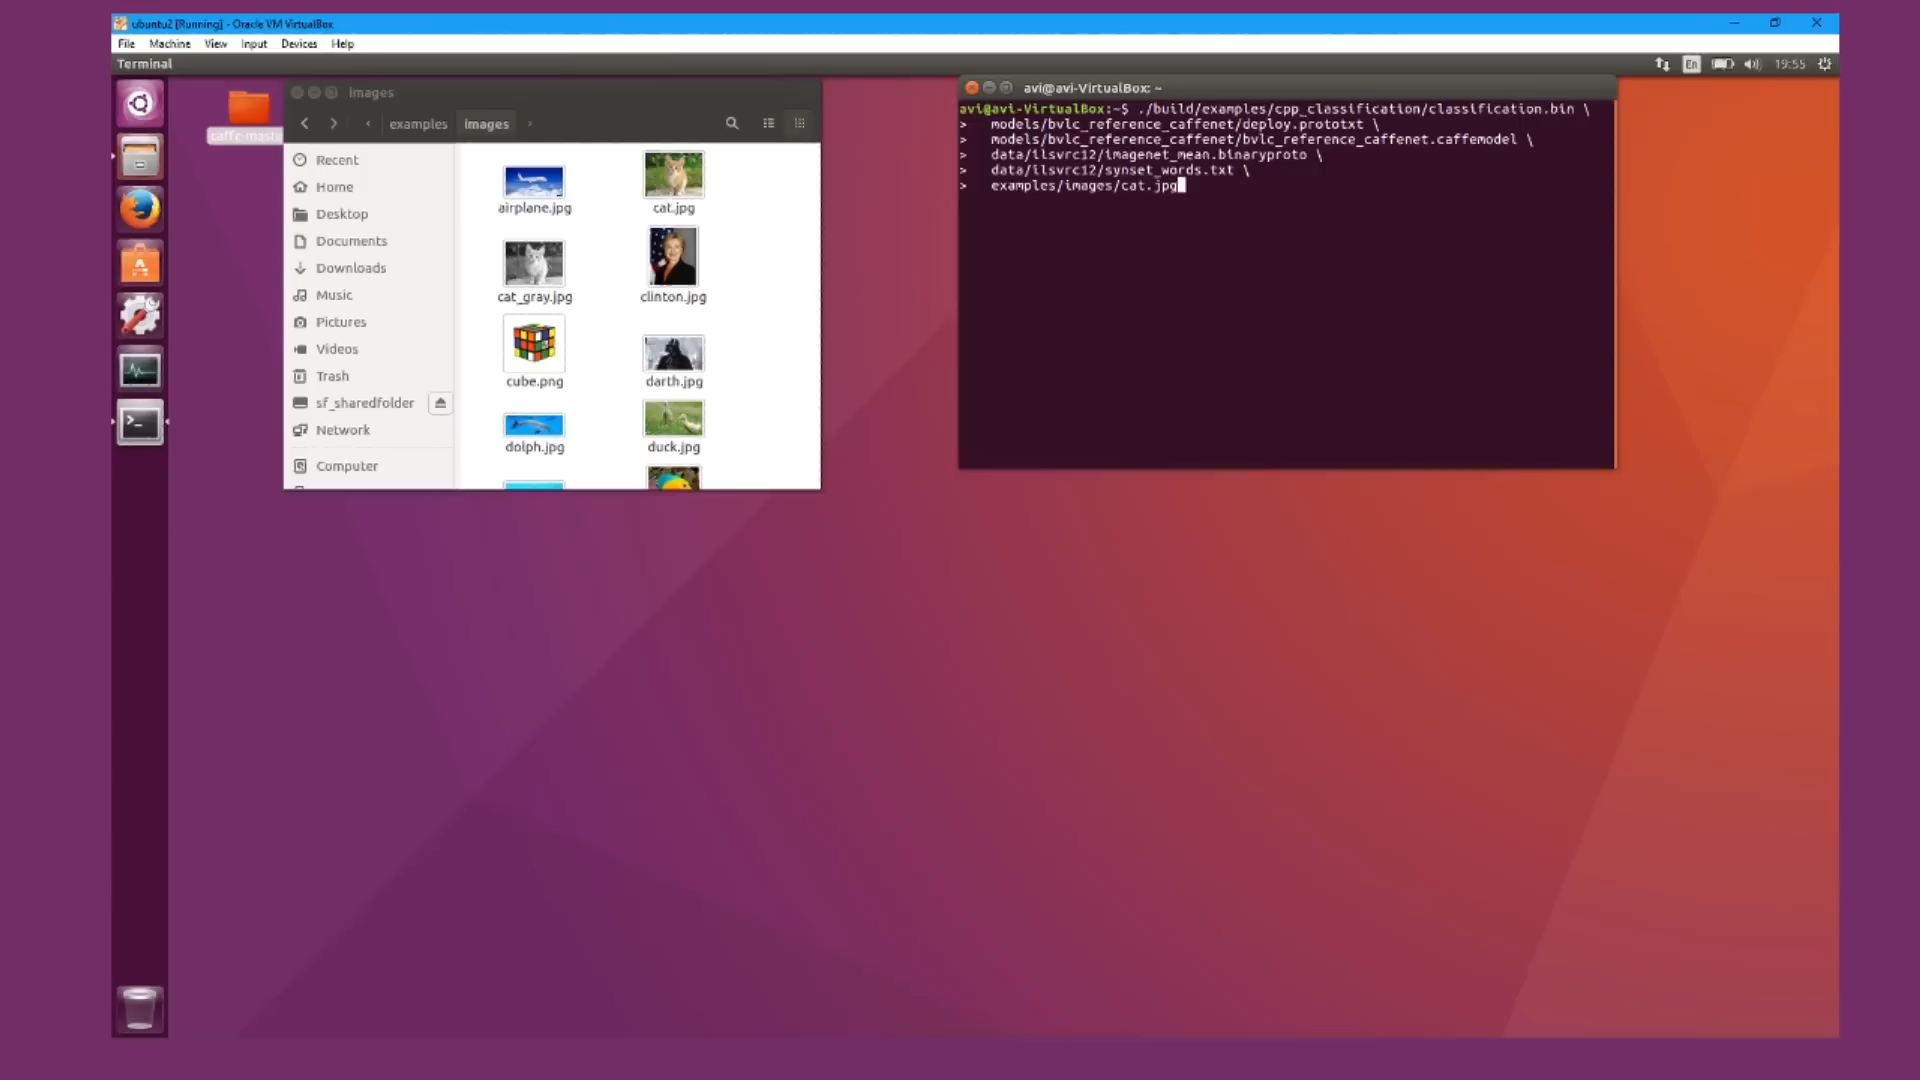 ubuntu2 [Running] - Oracle VM VirtualBox
File Machine View Input Devices Help
Terminal
En
19:55
caffe-maste
Images
examples
images
Recent
Home
Desktop
Documents
Downloads
Music
Pictures
Videos
Trash
sf_sharedfolder
Network
Computer
airplane.jpg
cat.jpg
cat_gray.jpg
clinton.jpg
cube.png
darth.jpg
dolph.jpg
duck.jpg
avi@avi-VirtualBox: ~
avi@avi-VirtualBox:~$ ./build/examples/cpp_classification/classification.bin \
> models/bvlc_reference_caffenet/deploy.prototxt \
> models/bvlc_reference_caffenet/bvlc_reference_caffenet.caffemodel \
> data/ilsvrc12/imagenet_mean.binaryproto \
> data/ilsvrc12/synset_words.txt \
> examples/images/cat.jpg